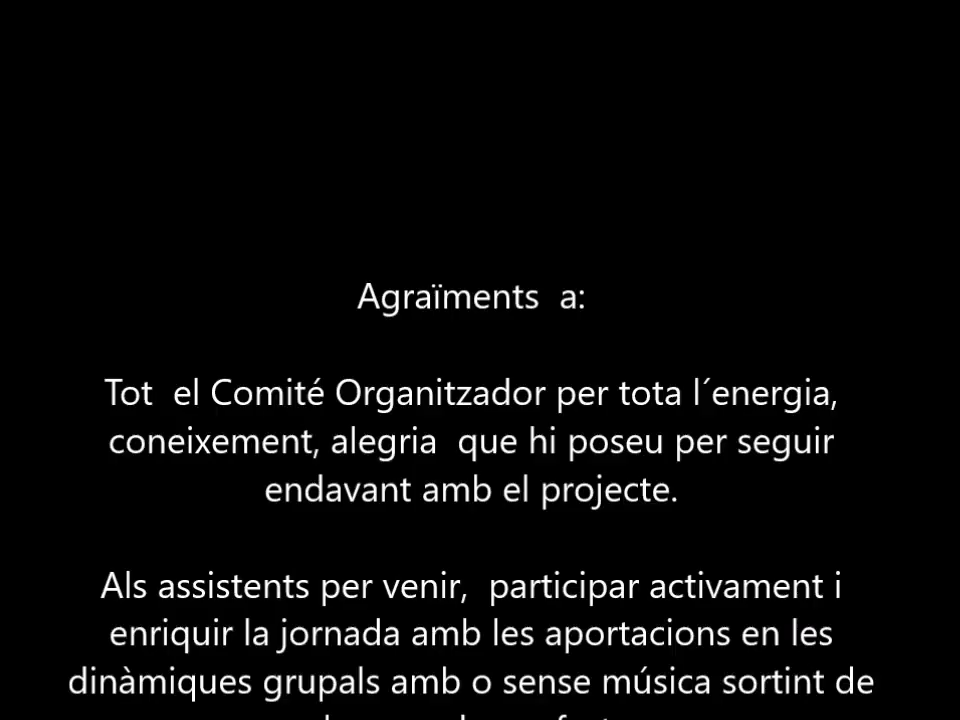 Agraïments  a:
Tot  el Comité Organitzador per tota l´energia,
coneixement, alegria  que hi poseu per seguir
endavant amb el projecte.
Als assistents per venir,  participar activament i
enriquir la jornada amb les aportacions en les
dinàmiques grupals amb o sense música sortint de